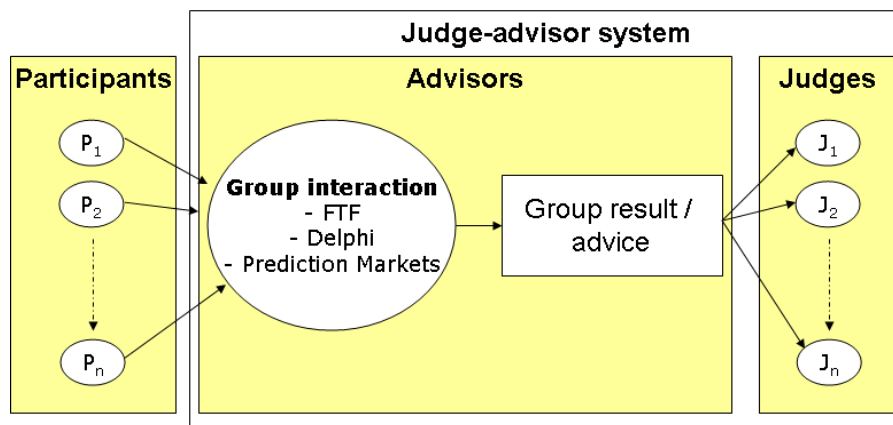 Judge-advisor system
Participants
Advisors
Judges
P₁
P₂
Pₙ
Group interaction
- FTF
- Delphi
- Prediction Markets
Group result /
advice
J₁
J₂
Jₙ